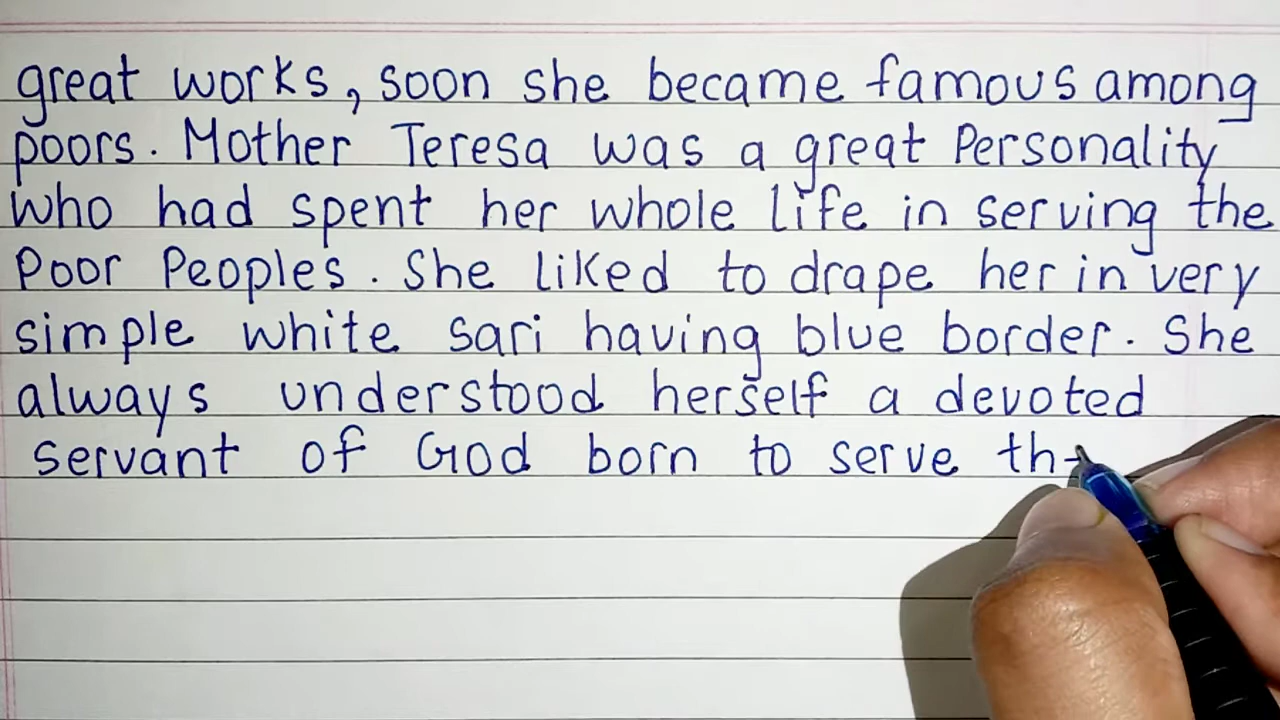 great works, soon she became famous among
poors. Mother Teresa was a great Personality
who had spent her whole life in serving the
Poor Peoples. She liked to drape her in very
simple white sari having blue border. She
always understood herself a devoted
servant of God born to serve th